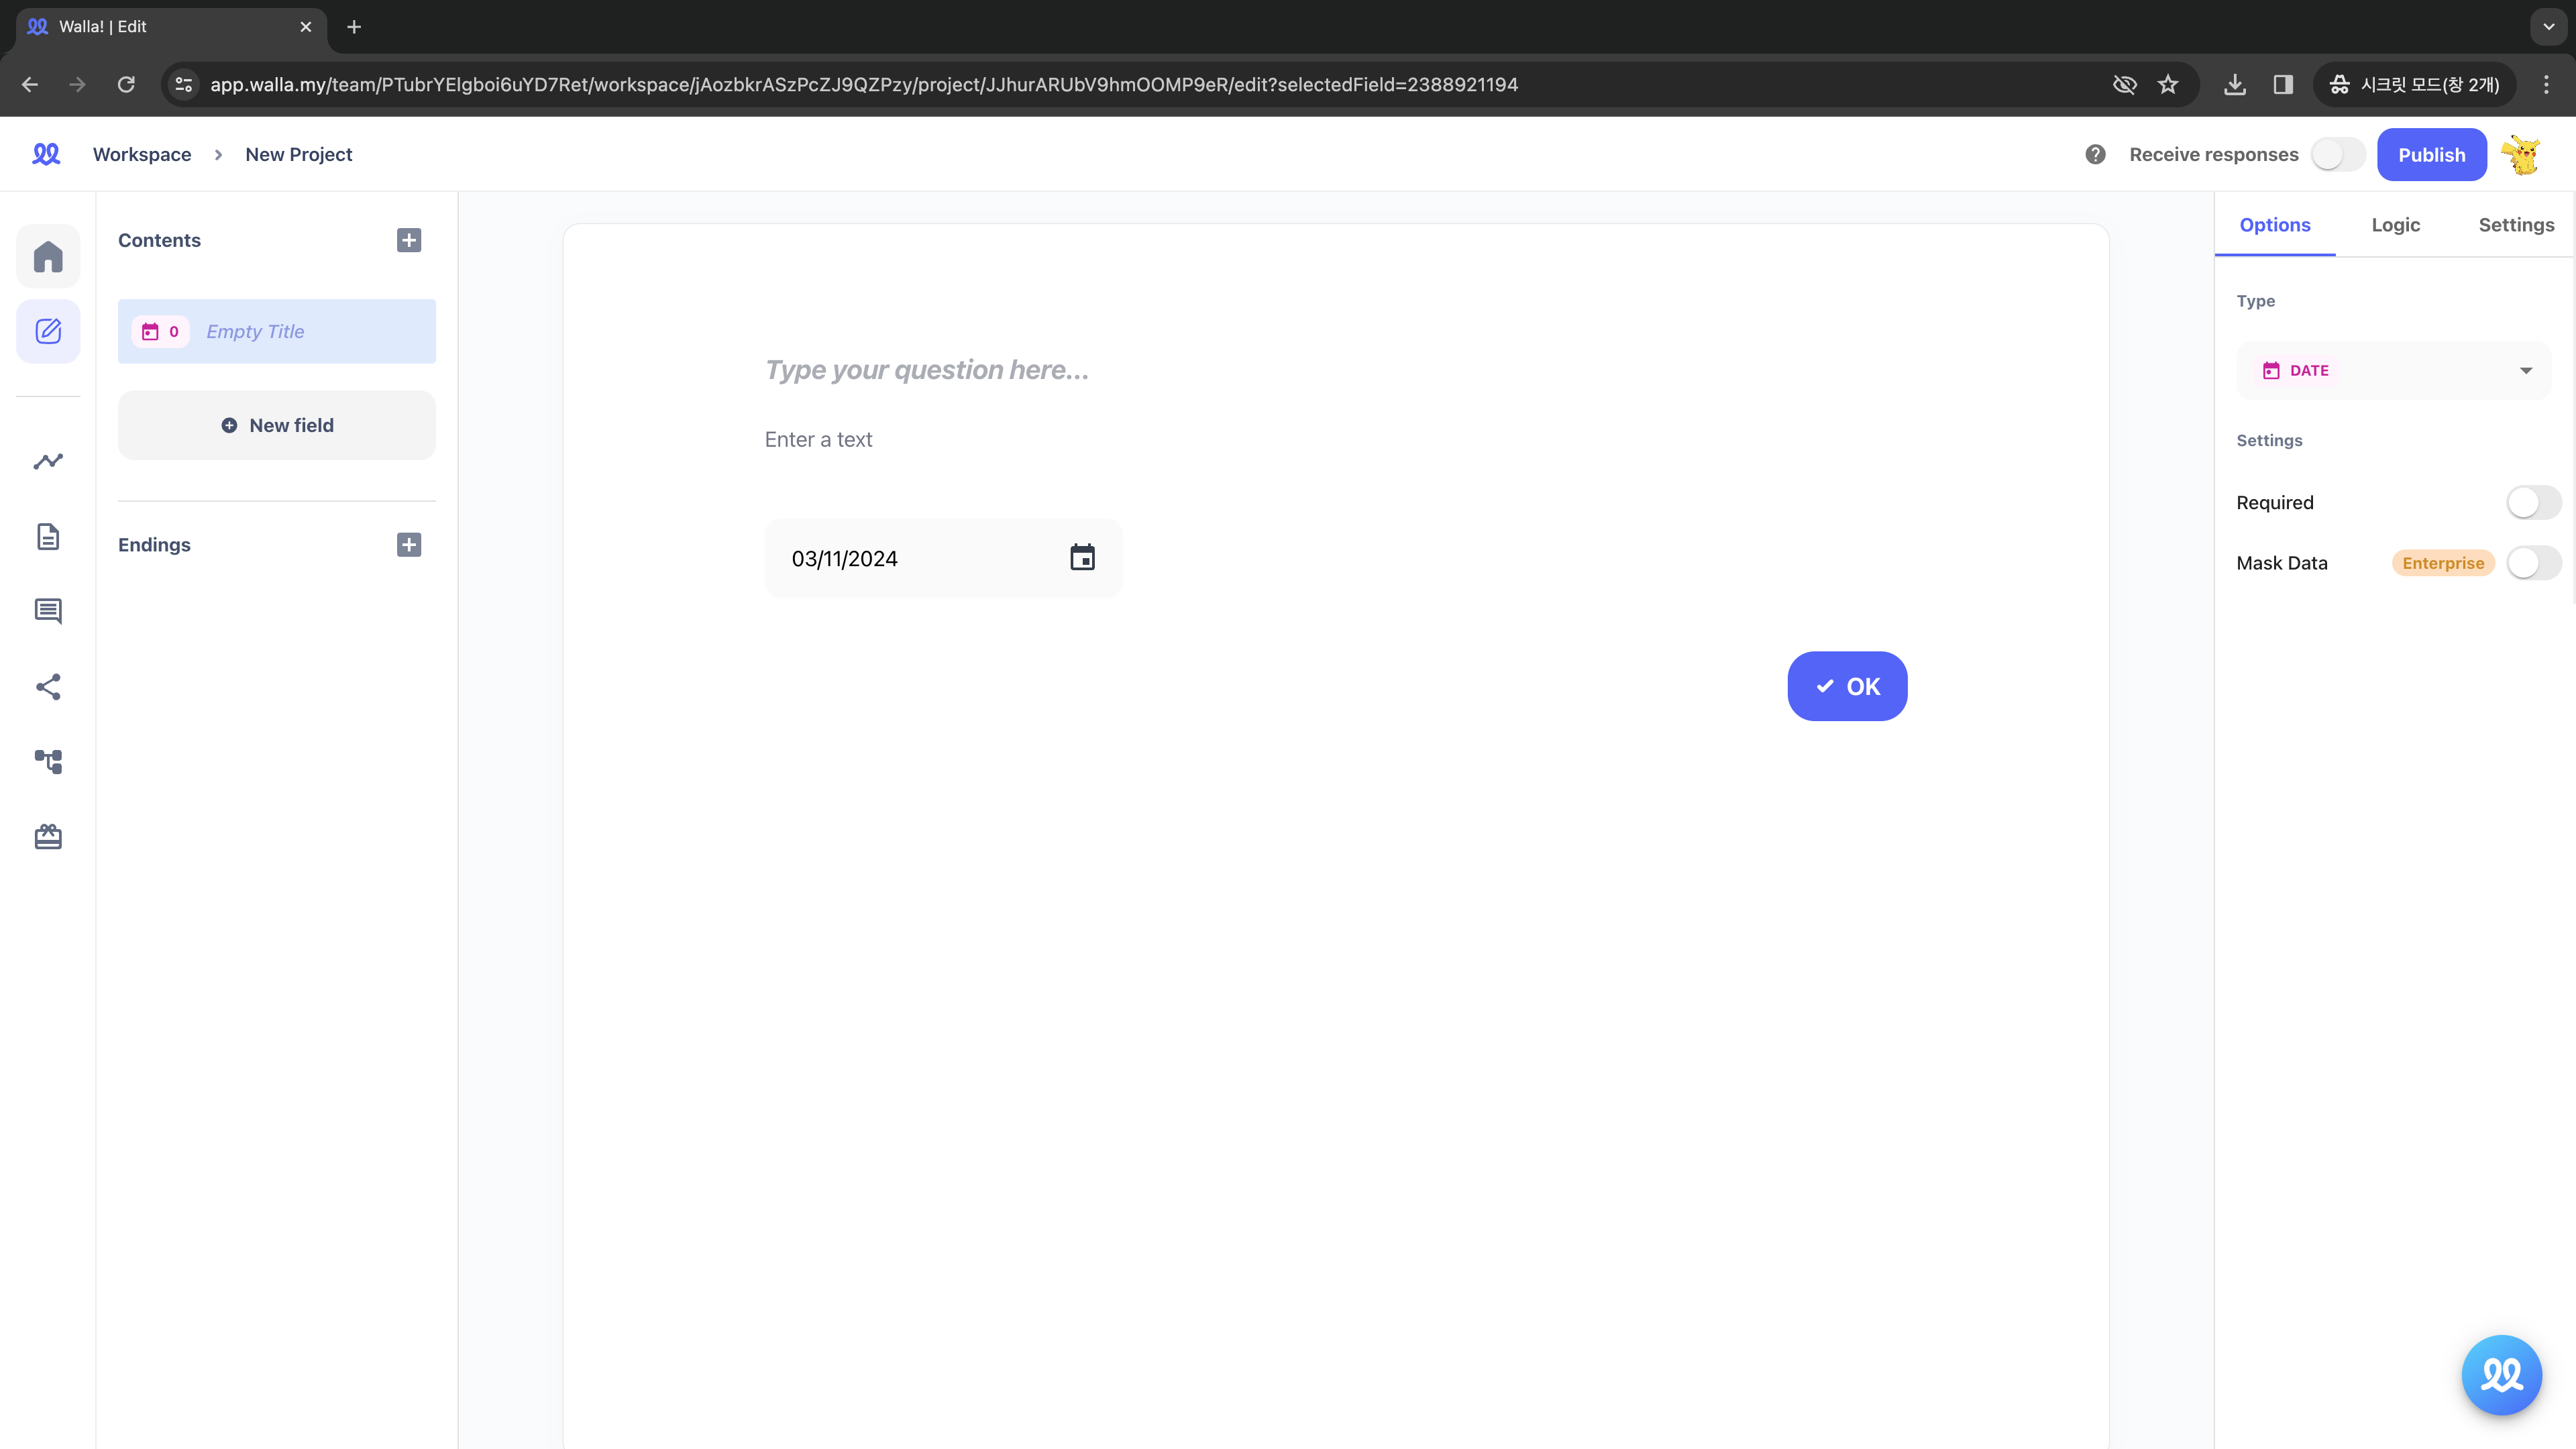 Walla! | Edit
app.walla.my/team/PTubrYElgboi6uYD7Ret/workspace/jAozbkrASzPcZJ9QZPzy/project/JJhurARUbV9hmOOMP9eR/edit?selectedField=2388921194
시크릿 모드(창 2개)
Workspace
New Project
Receive responses
Publish
Contents
0
Empty Title
New field
Endings
Type your question here...
Enter a text
03/11/2024
OK
Options
Logic
Settings
Type
DATE
Settings
Required
Mask Data
Enterprise